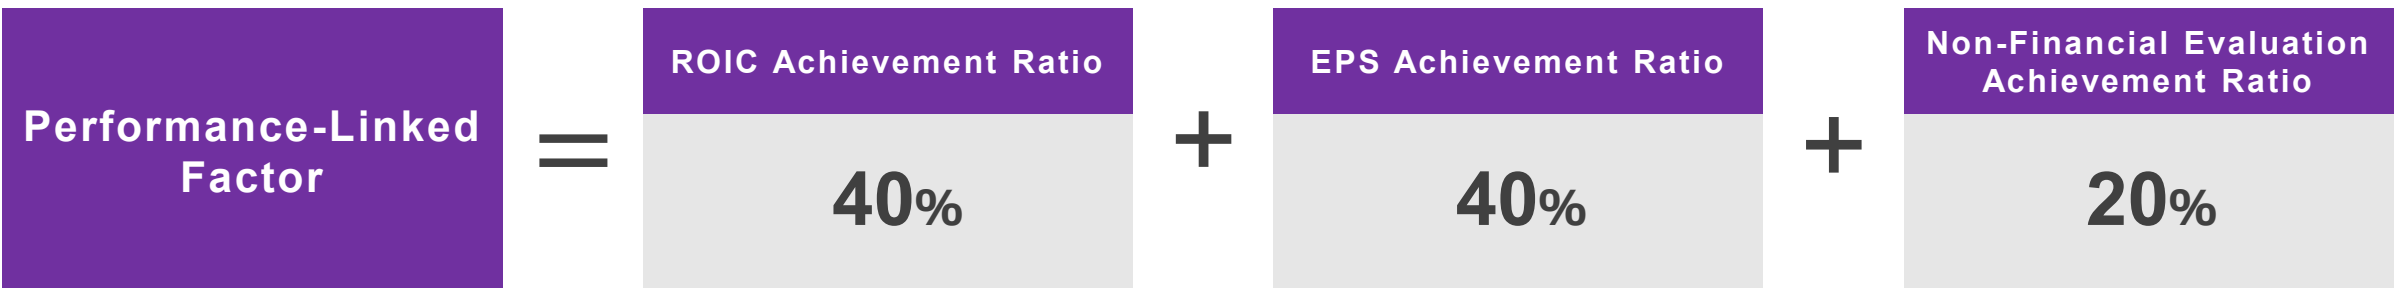 Performance-Linked
Factor
=
ROIC Achievement Ratio
40%
+
EPS Achievement Ratio
40%
+
Non-Financial Evaluation
Achievement Ratio
20%